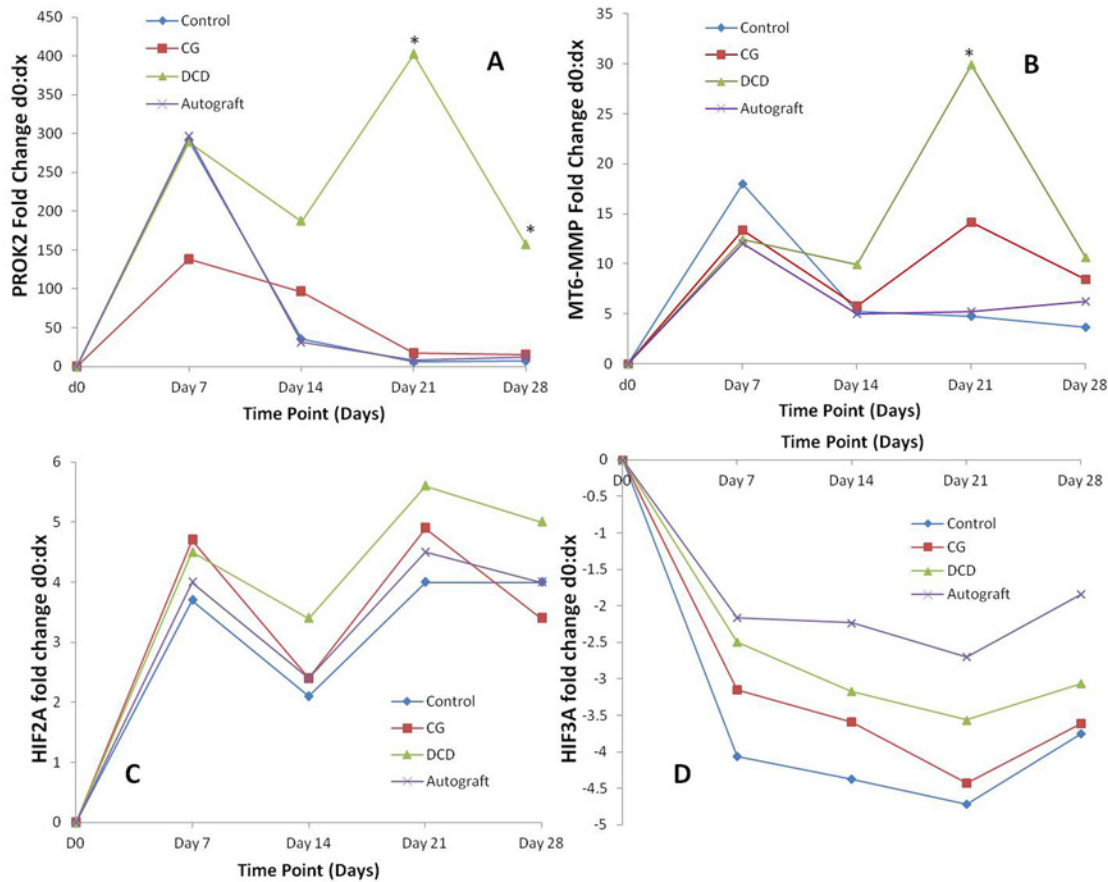 PROK2 Fold Change d0:dx
450
400
350
300
250
200
150
100
50
0
Control
CG
DCD
Autograft
A
*
*
d0
Day 7
Day 14
Day 21
Day 28
Time Point (Days)
MT6-MMP Fold Change d0:dx
35
30
25
20
15
10
5
0
Control
CG
DCD
Autograft
B
*
d0
Day 7
Day 14
Day 21
Day 28
Time Point (Days)
HIF2A fold change d0:dx
6
5
4
3
2
1
0
Control
CG
DCD
Autograft
C
D0
Day 7
Day 14
Day 21
Day 28
Time Point (Days)
Time Point (Days)
HIF3A fold change d0:dx
0
-0.5
-1
-1.5
-2
-2.5
-3
-3.5
-4
-4.5
-5
D0
Day 7
Day 14
Day 21
Day 28
Control
CG
DCD
Autograft
D